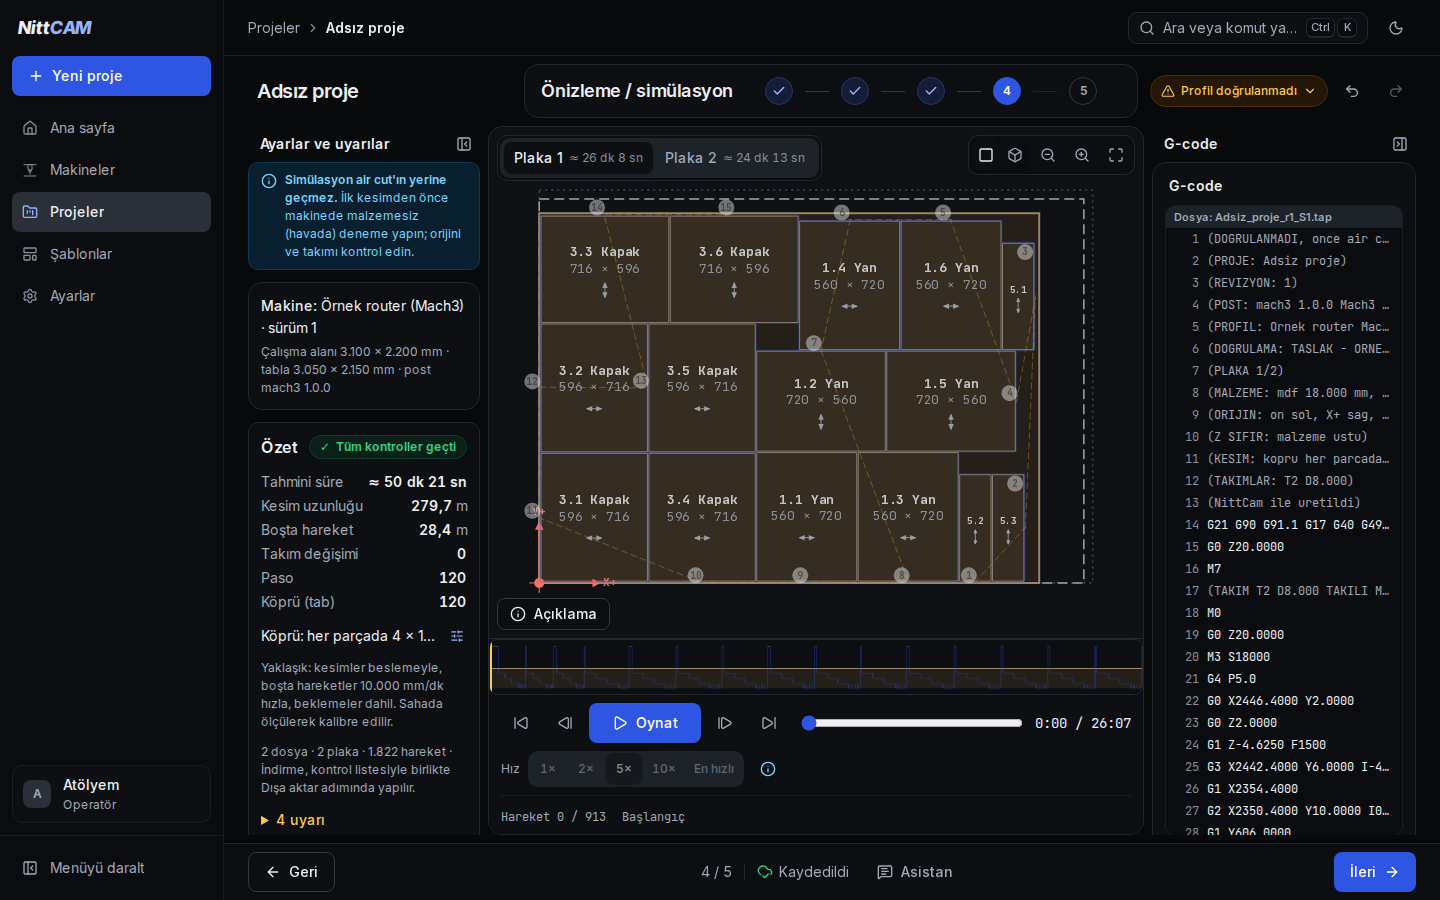 NittCAM
Yeni proje
Ana sayfa
Makineler
Projeler
Şablonlar
Ayarlar
A
Atölyem
Operatör
Menüyü daralt
Projeler > Adsız proje
Ara veya komut ya… Ctrl K
Adsız proje
Önizleme / simülasyon
4
5
Profil doğrulanmadı
Ayarlar ve uyarılar
Simülasyon air cut'ın yerine
geçmez. İlk kesimden önce
makinede malzemesiz
(havada) deneme yapın; orijini
ve takımı kontrol edin.
Makine: Örnek router (Mach3)
· sürüm 1
Çalışma alanı 3.100 × 2.200 mm ·
tabla 3.050 × 2.150 mm · post
mach3 1.0.0
Özet
✓ Tüm kontroller geçti
Tahmini süre ≈ 50 dk 21 sn
Kesim uzunluğu 279,7 m
Boşta hareket 28,4 m
Takım değişimi 0
Paso 120
Köprü (tab) 120
Köprü: her parçada 4 × 1…
Yaklaşık: kesimler beslemeyle,
boşta hareketler 10.000 mm/dk
hızla, beklemeler dahil. Sahada
ölçülerek kalibre edilir.
2 dosya · 2 plaka · 1.822 hareket ·
İndirme, kontrol listesiyle birlikte
Dışa aktar adımında yapılır.
▶ 4 uyarı
Plaka 1 ≈ 26 dk 8 sn
Plaka 2 ≈ 24 dk 13 sn
14
15
6
5
3.3 Kapak
716 × 596
3.6 Kapak
716 × 596
1.4 Yan
560 × 720
1.6 Yan
560 × 720
3
5.1
7
3.2 Kapak
596 × 716
12
13
3.5 Kapak
596 × 716
1.2 Yan
720 × 560
1.5 Yan
720 × 560
4
3.1 Kapak
596 × 716
3.4 Kapak
596 × 716
1.1 Yan
560 × 720
1.3 Yan
560 × 720
2
5.2
5.3
11
Y+
10
9
8
1
X+
Açıklama
Oynat
0:00 / 26:07
Hız 1× 2× 5× 10× En hızlı
Hareket 0 / 913 Başlangıç
G-code
G-code
Dosya: Adsiz_proje_r1_S1.tap
1 (DOGRULANMADI, once air c…
2 (PROJE: Adsiz proje)
3 (REVIZYON: 1)
4 (POST: mach3 1.0.0 Mach3 …
5 (PROFIL: Ornek router Mac…
6 (DOGRULAMA: TASLAK - ORNE…
7 (PLAKA 1/2)
8 (MALZEME: mdf 18.000 mm, …
9 (ORIJIN: on sol, X+ sag, …
10 (Z SIFIR: malzeme ustu)
11 (KESIM: kopru her parcada…
12 (TAKIMLAR: T2 D8.000)
13 (NittCam ile uretildi)
14 G21 G90 G91.1 G17 G40 G49…
15 G0 Z20.0000
16 M7
17 (TAKIM T2 D8.000 TAKILI M…
18 M0
19 G0 Z20.0000
20 M3 S18000
21 G4 P5.0
22 G0 X2446.4000 Y2.0000
23 G0 Z2.0000
24 G1 Z-4.6250 F1500
25 G3 X2442.4000 Y6.0000 I-4…
26 G1 X2354.4000
27 G2 X2350.4000 Y10.0000 I0…
28 G1 Y606.0000
Geri
4 / 5
Kaydedildi
Asistan
İleri